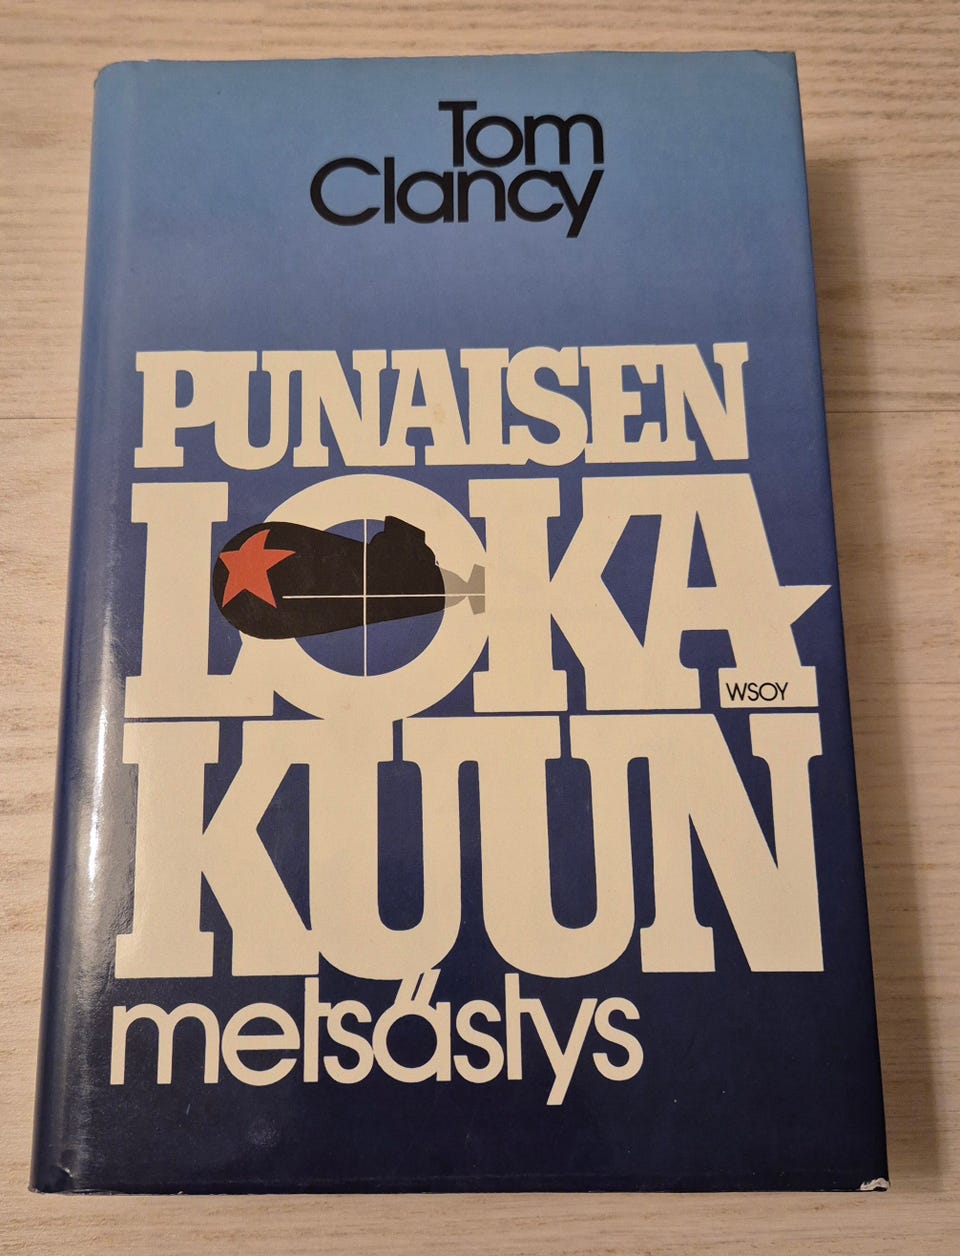 Tom
Clancy
PUNAISEN
LOKA
WSOY
KUUN
metsästys